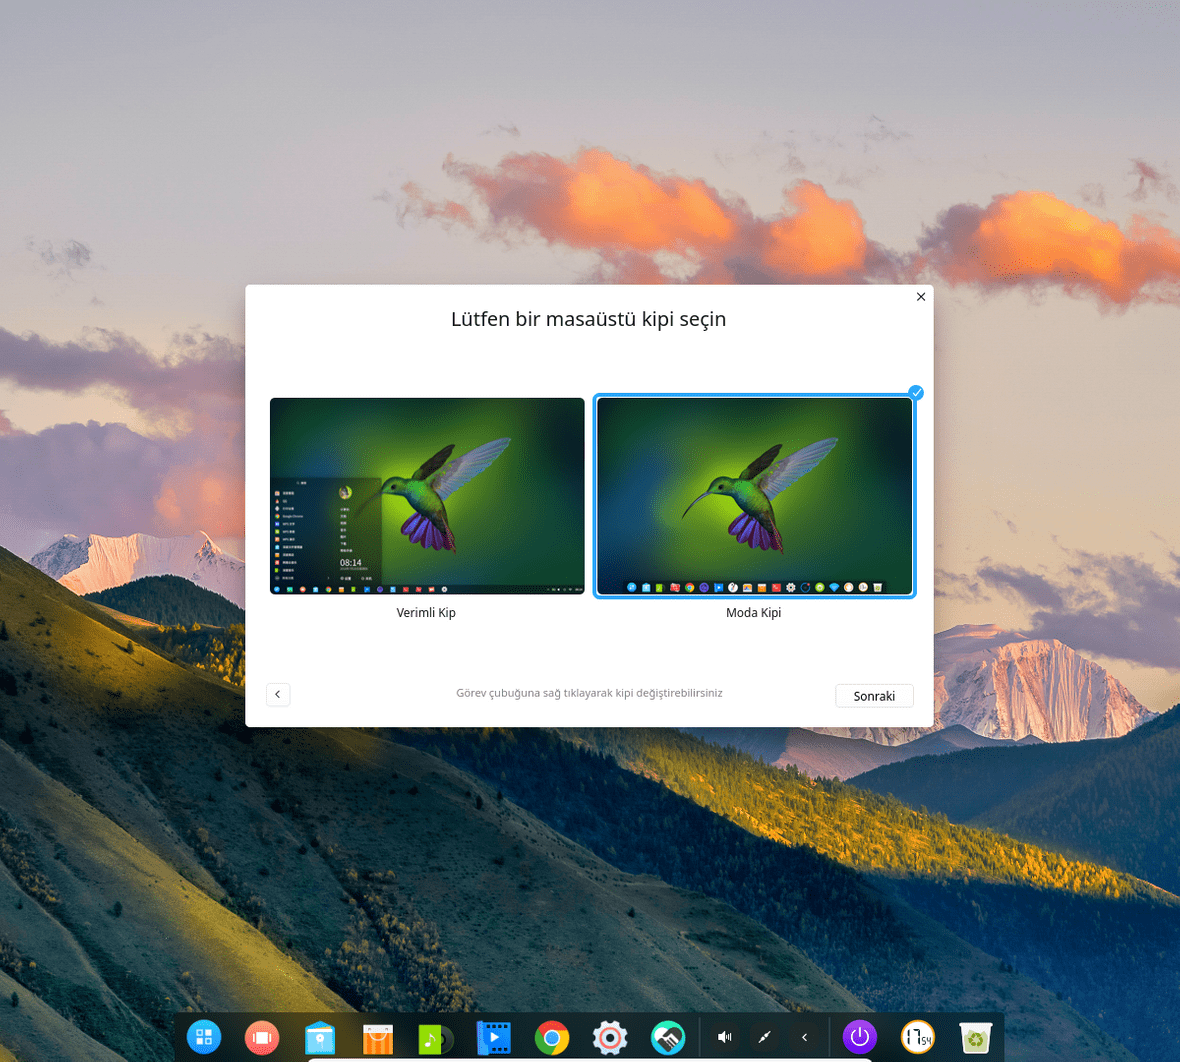 Lütfen bir masaüstü kipi seçin
08:14
Verimli Kip
Moda Kipi
Görev çubuğuna sağ tıklayarak kipi değiştirebilirsiniz
Sonraki
17 54